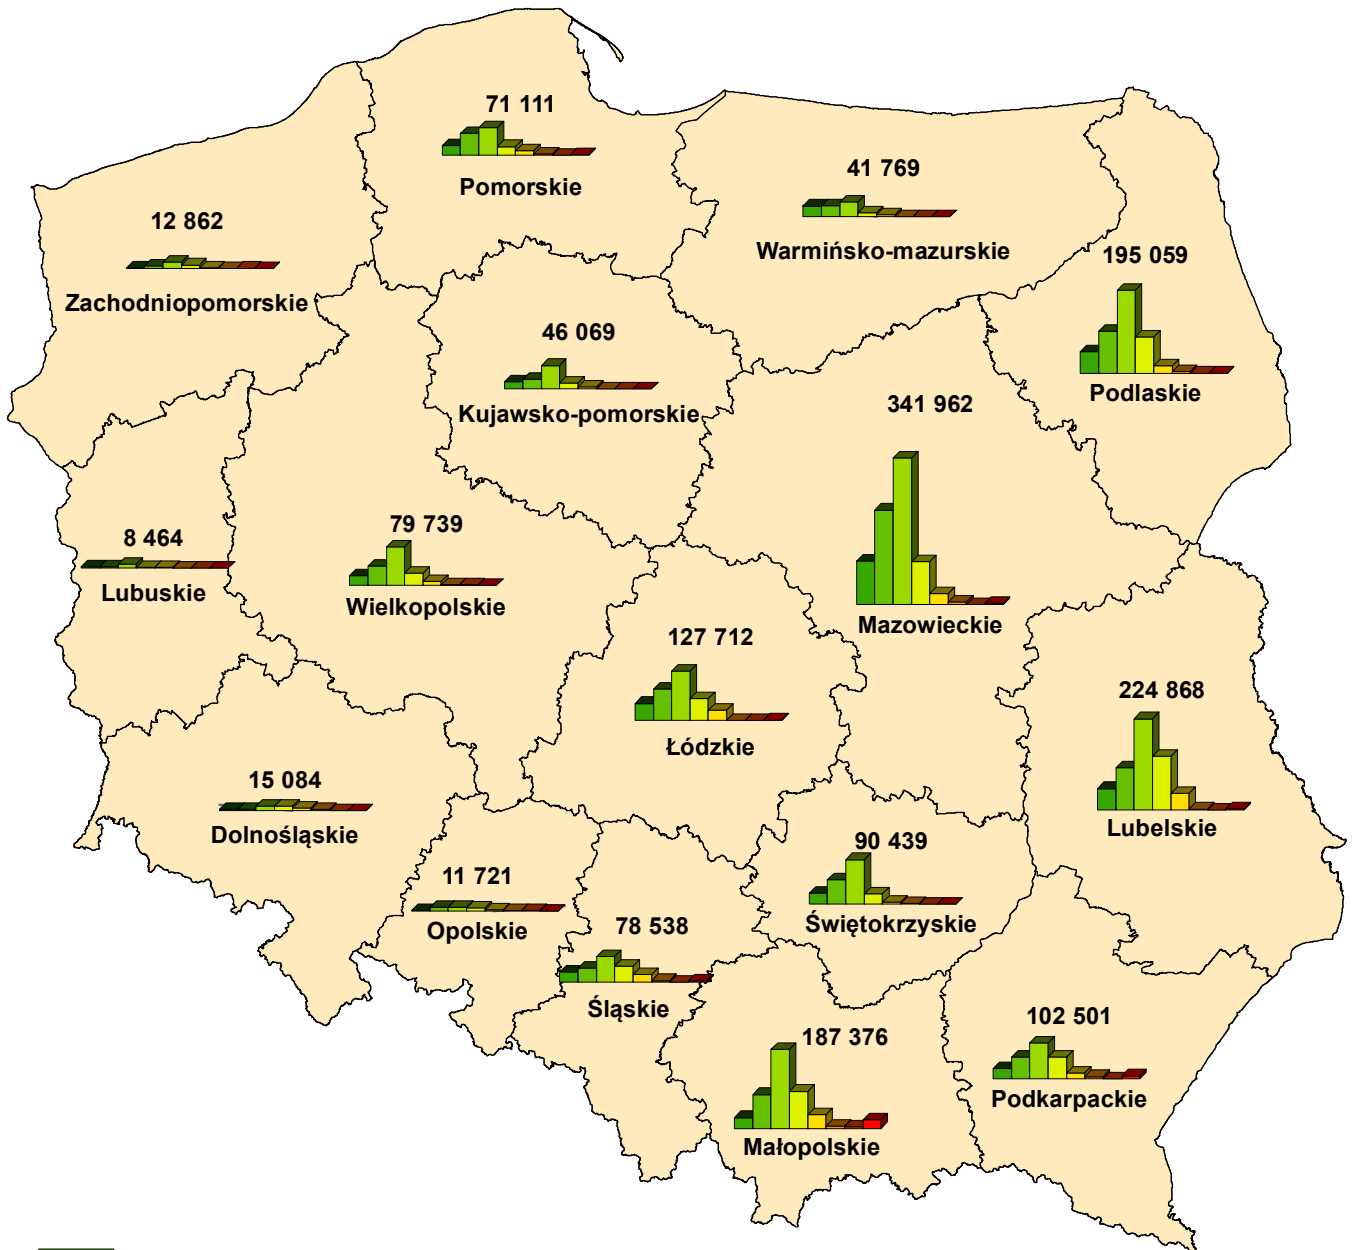 71 111
Pomorskie
41 769
Warmińsko-mazurskie
12 862
Zachodniopomorskie
195 059
Podlaskie
46 069
Kujawsko-pomorskie
341 962
Mazowieckie
8 464
Lubuskie
79 739
Wielkopolskie
127 712
Łódzkie
224 868
Lubelskie
15 084
Dolnośląskie
90 439
Świętokrzyskie
11 721
Opolskie
78 538
Śląskie
187 376
Małopolskie
102 501
Podkarpackie